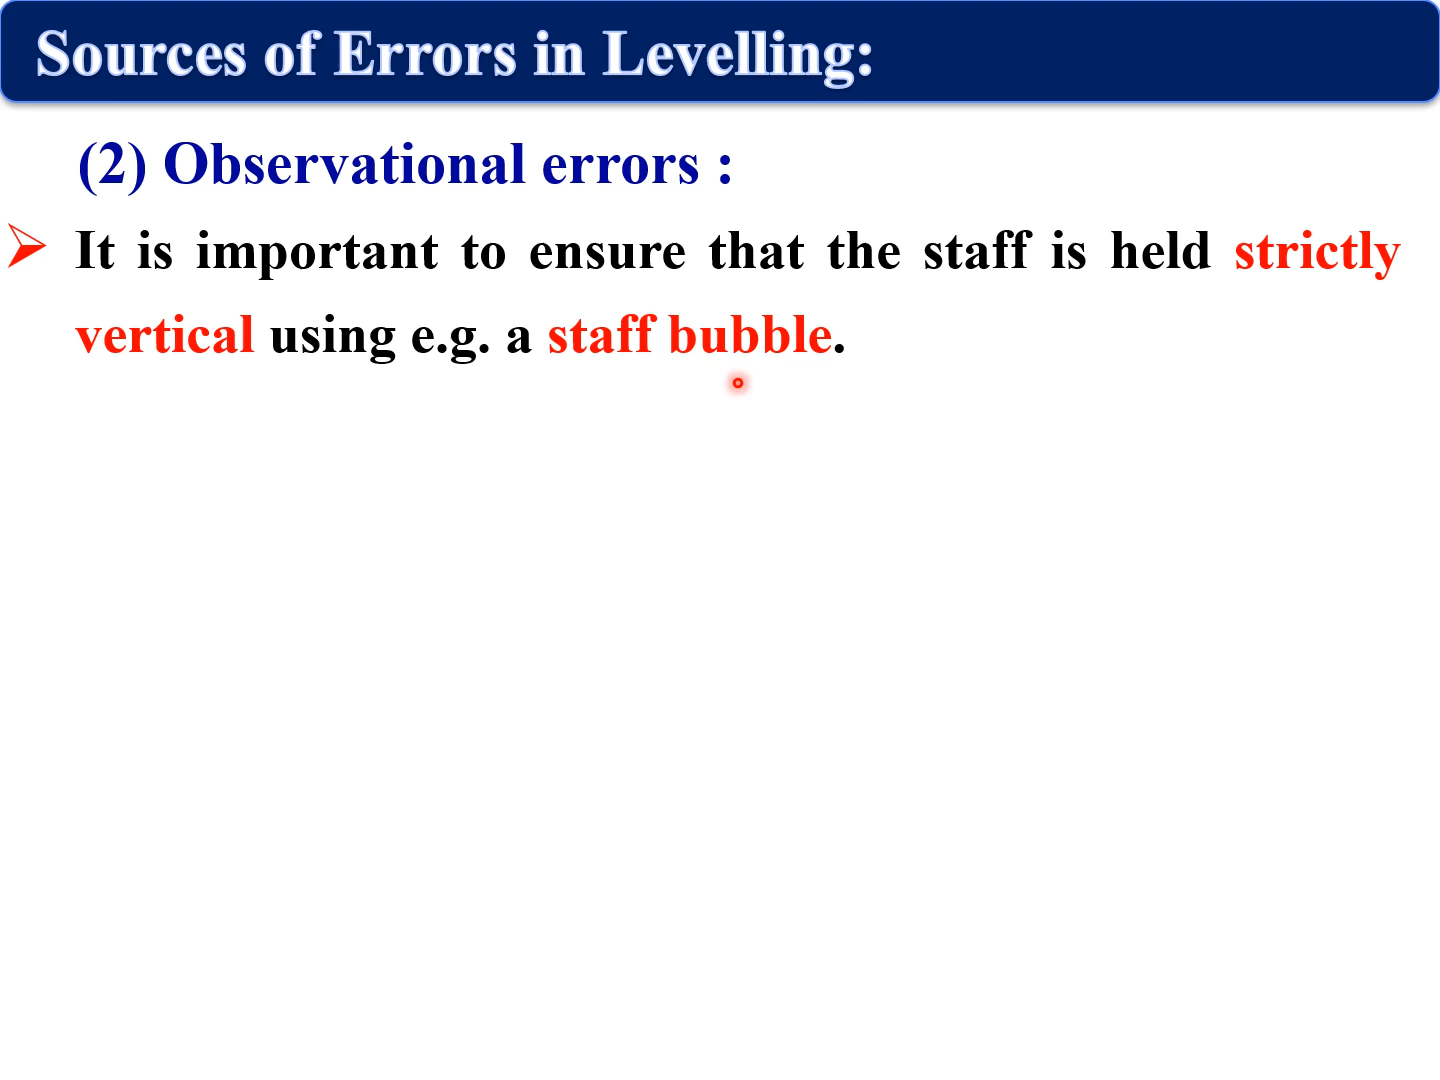 Sources of Errors in Levelling:
(2) Observational errors :
It is important to ensure that the staff is held strictly
vertical using e.g. a staff bubble.